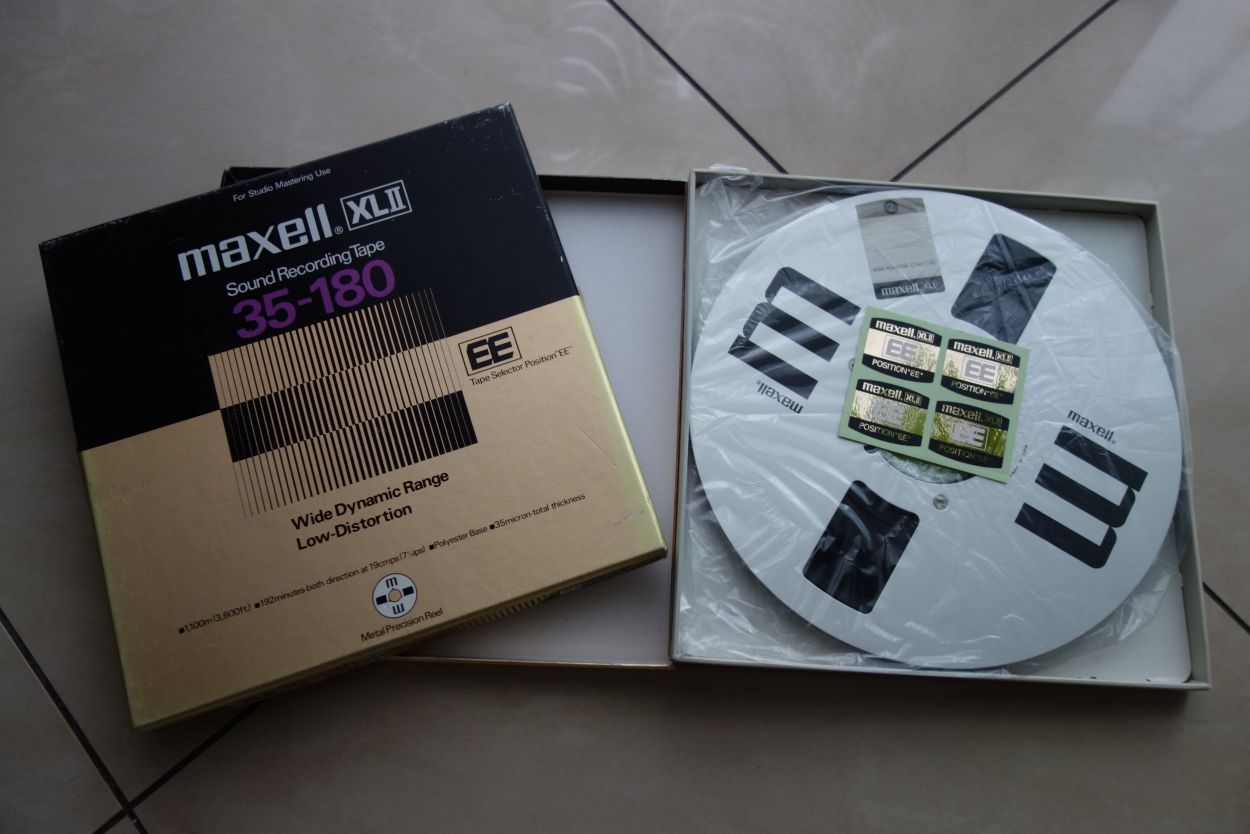 For Studio Mastering Use
maxell® XLII
Sound Recording Tape
35-180
EE
Tape Selector Position "EE"
Wide Dynamic Range
Low-Distortion
■1,100m (3,600ft.) ■192minutes-both direction at 19cmps (7½ips) ■Polyester Base ■35micron-total thickness
Metal Precision Reel
maxell XLII
maxell®
maxell®
maxell. XLII
EE
POSITION "EE"
maxell. XLII
EE
POSITION "EE"
maxell. XLII
EE
POSITION "EE"
maxell. XLII
EE
POSITION "EE"